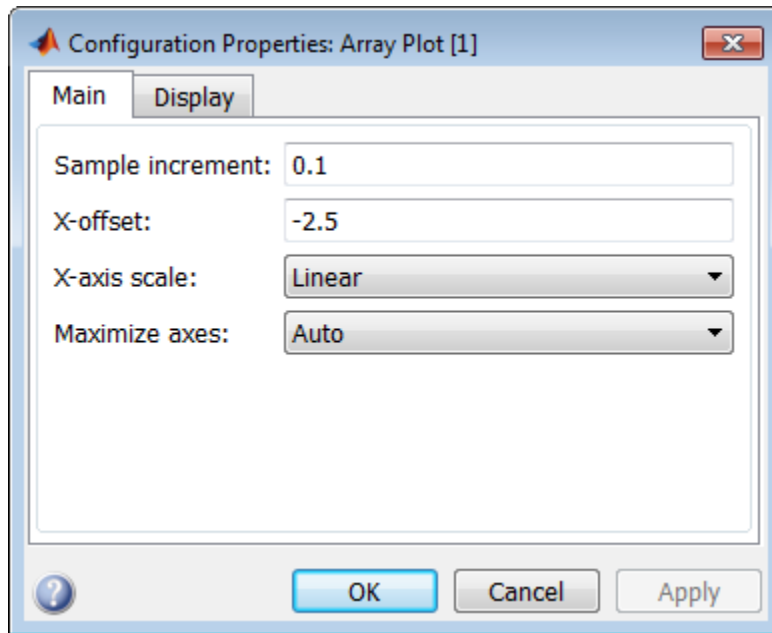 Configuration Properties: Array Plot [1]
Main Display
Sample increment: 0.1
X-offset: -2.5
X-axis scale: Linear
Maximize axes: Auto
? OK Cancel Apply